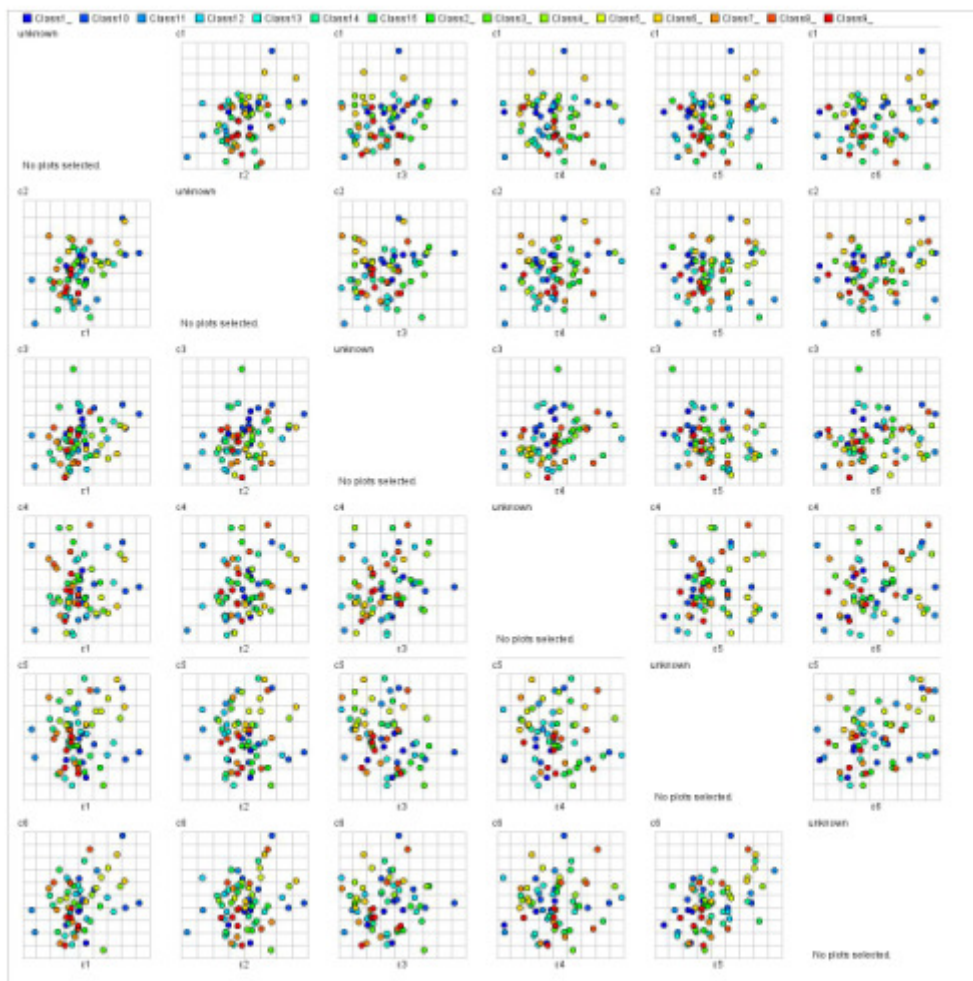 Class1_ Class10 Class11 Class12 Class13 Class14 Class15 Class2_ Class3_ Class4_ Class5_ Class6_ Class7_ Class8_ Class9_
unknown c1 c1 c1 c1 c1
No plots selected.
c2 c3 c4 c5 c6
c2 unknown c2 c2 c2 c2
No plots selected.
c1 c3 c4 c5 c6
c3 c3 unknown c3 c3 c3
No plots selected.
c1 c2 c4 c5 c6
c4 c4 c4 unknown c4 c4
No plots selected.
c1 c2 c3 c5 c6
c5 c5 c5 c5 unknown c5
No plots selected.
c1 c2 c3 c4 c6
c6 c6 c6 c6 c6 unknown
No plots selected.
c1 c2 c3 c4 c5